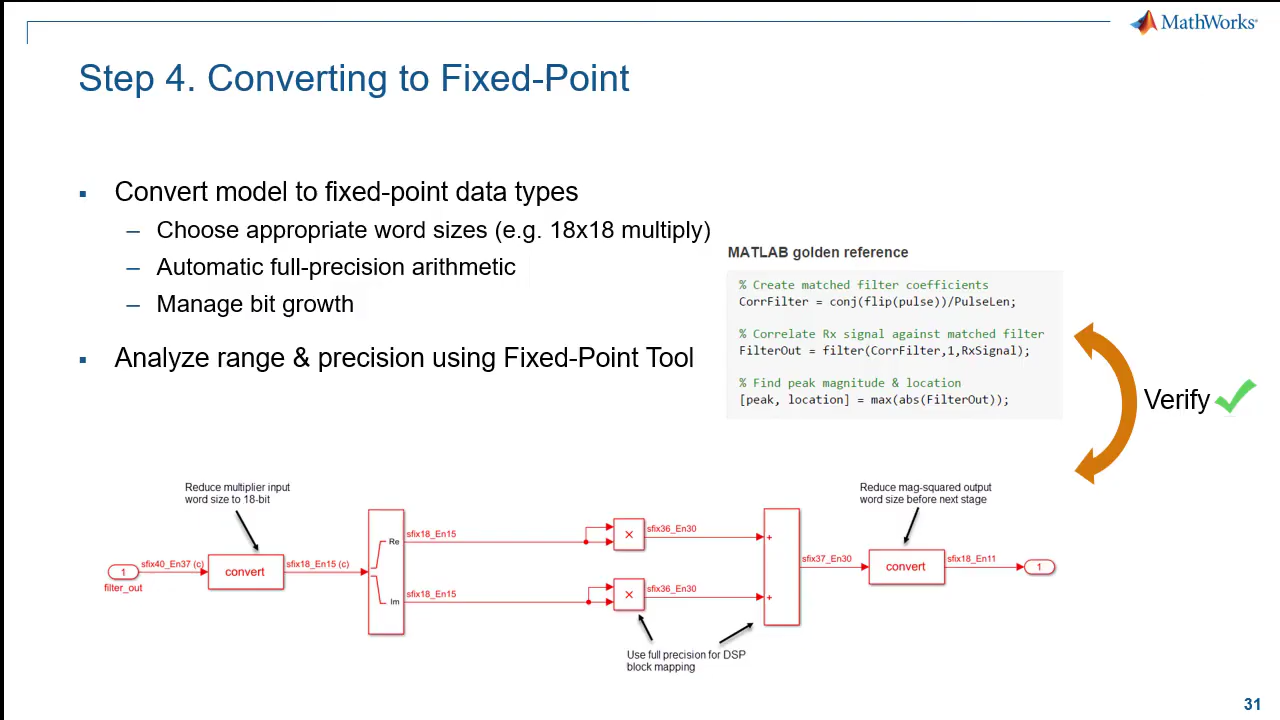 MathWorks
Step 4. Converting to Fixed-Point
▪ Convert model to fixed-point data types
– Choose appropriate word sizes (e.g. 18x18 multiply)
– Automatic full-precision arithmetic
– Manage bit growth
▪ Analyze range & precision using Fixed-Point Tool
MATLAB golden reference
% Create matched filter coefficients
CorrFilter = conj(flip(pulse))/PulseLen;
% Correlate Rx signal against matched filter
FilterOut = filter(CorrFilter,1,RxSignal);
% Find peak magnitude & location
[peak, location] = max(abs(FilterOut));
Verify
Reduce multiplier input
word size to 18-bit
Reduce mag-squared output
word size before next stage
1
filter_out
sfix40_En37 (c)
convert
sfix18_En15 (c)
Re
Im
sfix18_En15
sfix18_En15
×
×
sfix36_En30
sfix36_En30
+
+
sfix37_En30
convert
sfix18_En11
1
Use full precision for DSP
block mapping
31